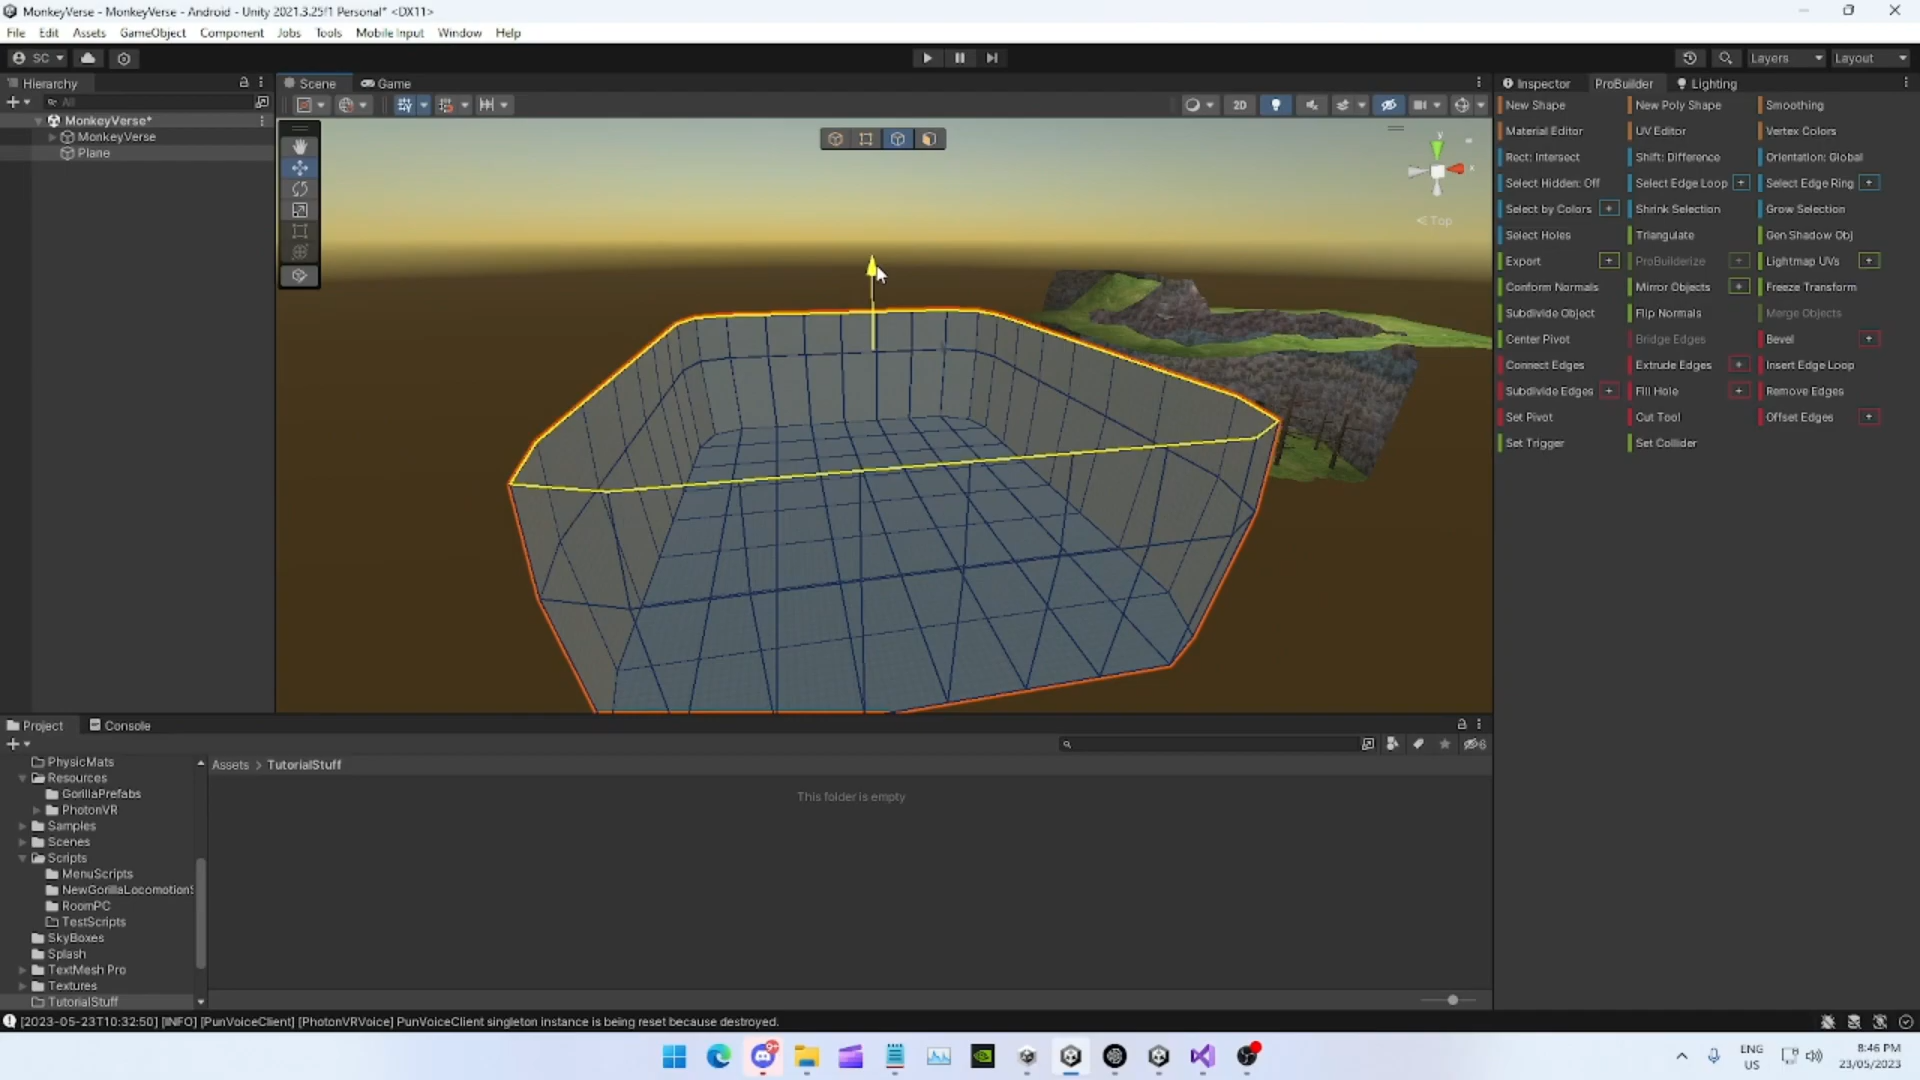 MonkeyVerse - MonkeyVerse - Android - Unity 2021.3.25f1 Personal* <DX11>
File Edit Assets GameObject Component Jobs Tools Mobile Input Window Help
SC
Layers
Layout
Hierarchy
All
MonkeyVerse*
MonkeyVerse
Plane
Scene
Game
2D
y
x
< Top
Inspector ProBuilder Lighting
New Shape New Poly Shape Smoothing
Material Editor UV Editor Vertex Colors
Rect: Intersect Shift: Difference Orientation: Global
Select Hidden: Off Select Edge Loop + Select Edge Ring +
Select by Colors + Shrink Selection Grow Selection
Select Holes Triangulate Gen Shadow Obj
Export + ProBuilderize + Lightmap UVs +
Conform Normals Mirror Objects + Freeze Transform
Subdivide Object Flip Normals Merge Objects
Center Pivot Bridge Edges Bevel +
Connect Edges Extrude Edges + Insert Edge Loop
Subdivide Edges + Fill Hole + Remove Edges
Set Pivot Cut Tool Offset Edges +
Set Trigger Set Collider
Project Console
6
PhysicMats
Resources
GorillaPrefabs
PhotonVR
Samples
Scenes
Scripts
MenuScripts
NewGorillaLocomotionS
RoomPC
TestScripts
SkyBoxes
Splash
TextMesh Pro
Textures
TutorialStuff
Assets > TutorialStuff
This folder is empty
[2023-05-23T10:32:50] [INFO] [PunVoiceClient] [PhotonVRVoice] PunVoiceClient singleton instance is being reset because destroyed.
9+
ENG
US
8:46 PM
23/05/2023